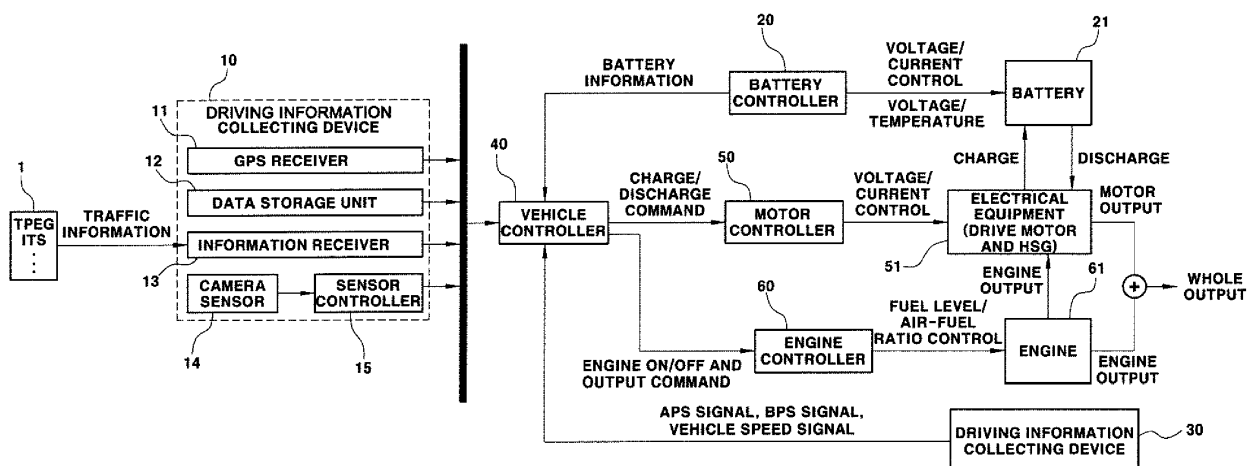 10
DRIVING INFORMATION
COLLECTING DEVICE
11
GPS RECEIVER
12
DATA STORAGE UNIT
1
TPEG
ITS
TRAFFIC
INFORMATION
INFORMATION RECEIVER
13
CAMERA
SENSOR
SENSOR
CONTROLLER
14
15
BATTERY
INFORMATION
20
BATTERY
CONTROLLER
VOLTAGE/
CURRENT
CONTROL
VOLTAGE/
TEMPERATURE
21
BATTERY
CHARGE
DISCHARGE
40
VEHICLE
CONTROLLER
CHARGE/
DISCHARGE
COMMAND
50
MOTOR
CONTROLLER
VOLTAGE/
CURRENT
CONTROL
ELECTRICAL
EQUIPMENT
(DRIVE MOTOR
AND HSG)
51
MOTOR
OUTPUT
ENGINE
OUTPUT
61
+
WHOLE
OUTPUT
ENGINE ON/OFF AND
OUTPUT COMMAND
60
ENGINE
CONTROLLER
FUEL LEVEL/
AIR-FUEL
RATIO CONTROL
ENGINE
ENGINE OUTPUT
APS SIGNAL, BPS SIGNAL,
VEHICLE SPEED SIGNAL
DRIVING INFORMATION
COLLECTING DEVICE
30